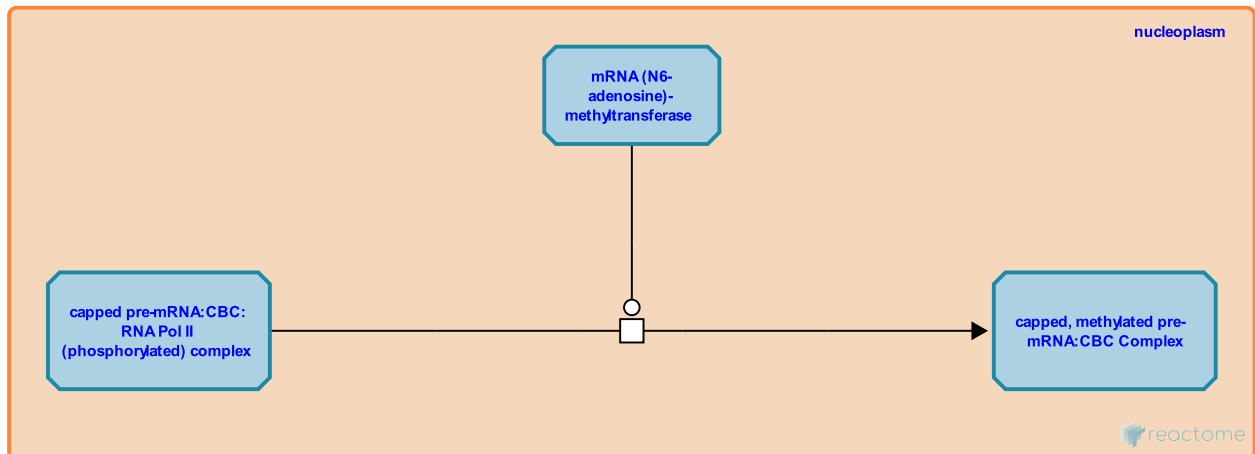 nucleoplasm
mRNA (N6-
adenosine)-
methyltransferase
capped pre-mRNA:CBC:
RNA Pol II
(phosphorylated) complex
capped, methylated pre-
mRNA:CBC Complex
reactome